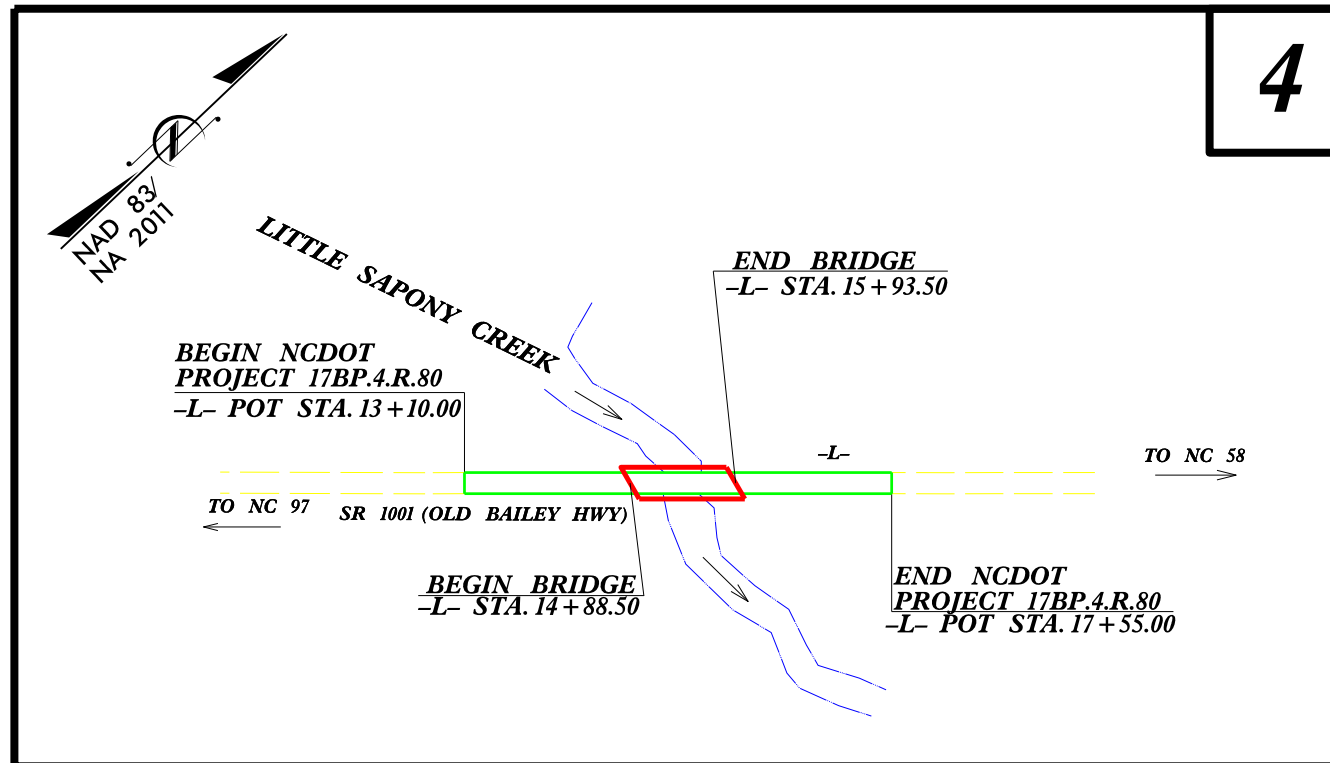 4
NAD 83/
NA 2011
LITTLE SAPONY CREEK
END BRIDGE
-L- STA. 15+93.50
BEGIN NCDOT
PROJECT 17BP.4.R.80
-L- POT STA. 13+10.00
-L-
TO NC 58
TO NC 97
SR 1001 (OLD BAILEY HWY)
BEGIN BRIDGE
-L- STA. 14+88.50
END NCDOT
PROJECT 17BP.4.R.80
-L- POT STA. 17+55.00